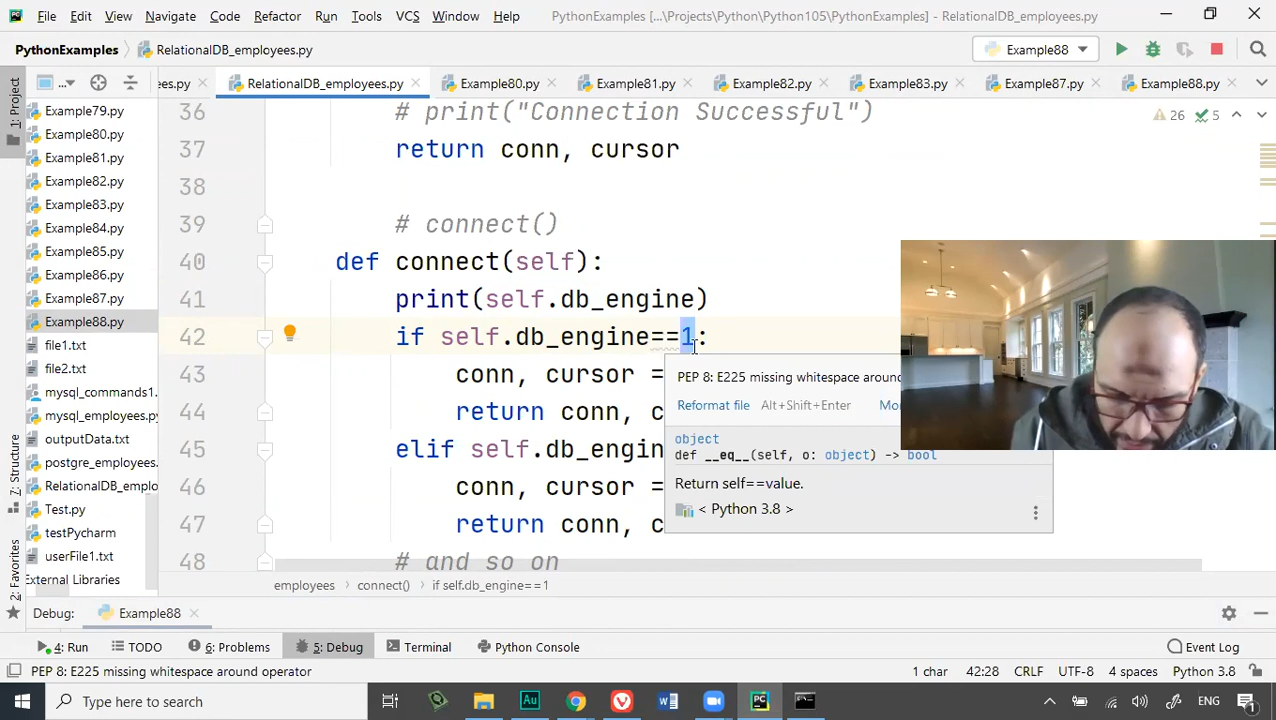 File Edit View Navigate Code Refactor Run Tools VCS Window Help PythonExamples [...\Projects\Python\Python105\PythonExamples] - RelationalDB_employees.py
PythonExamples RelationalDB_employees.py Example88
1: Project
ees.py RelationalDB_employees.py Example80.py Example81.py Example82.py Example83.py Example87.py Example88.py
Example79.py
Example80.py
Example81.py
Example82.py
Example83.py
Example84.py
Example85.py
Example86.py
Example87.py
Example88.py
file1.txt
file2.txt
mysql_commands1.
mysql_employees.py
outputData.txt
postgre_employees.
RelationalDB_emplo
Test.py
testPycharm
userFile1.txt
External Libraries
7: Structure
2: Favorites
26 5
36 # print("Connection Successful")
37 return conn, cursor
38
39 # connect()
40 def connect(self):
41 print(self.db_engine)
42 if self.db_engine==1:
43 conn, cursor =
44 return conn, c
45 elif self.db_engin
46 conn, cursor =
47 return conn, c
48 # and so on
PEP 8: E225 missing whitespace around
Reformat file Alt+Shift+Enter Mo
object
def __eq__(self, o: object) -> bool
Return self==value.
< Python 3.8 >
employees connect() if self.db_engine==1
Debug: Example88
4: Run TODO 6: Problems 5: Debug Terminal Python Console Event Log
PEP 8: E225 missing whitespace around operator 1 char 42:28 CRLF UTF-8 4 spaces Python 3.8
Type here to search ENG